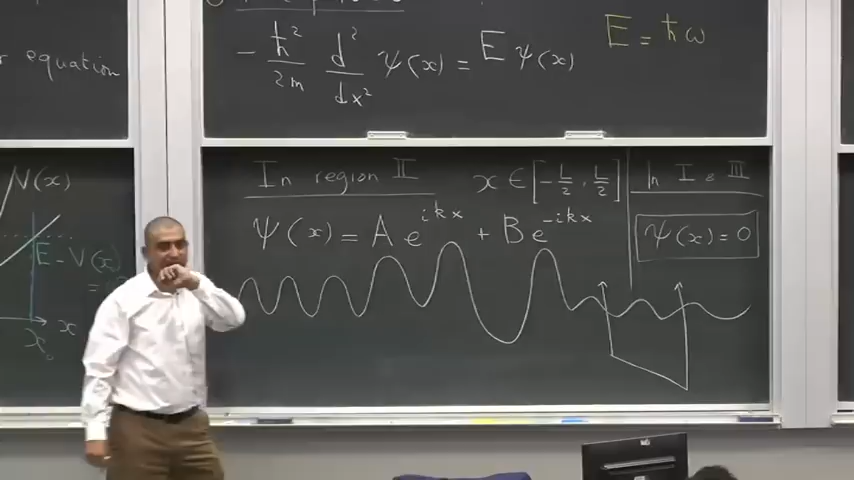 equation
- ħ²/2m d²/dx² ψ(x) = E ψ(x)
E = ħω
V(x)
E - V(x)
x
x₀
In region II
x ∈ [-L/2, L/2]
In I & III
ψ(x) = A e^{ikx} + B e^{-ikx}
ψ(x) = 0